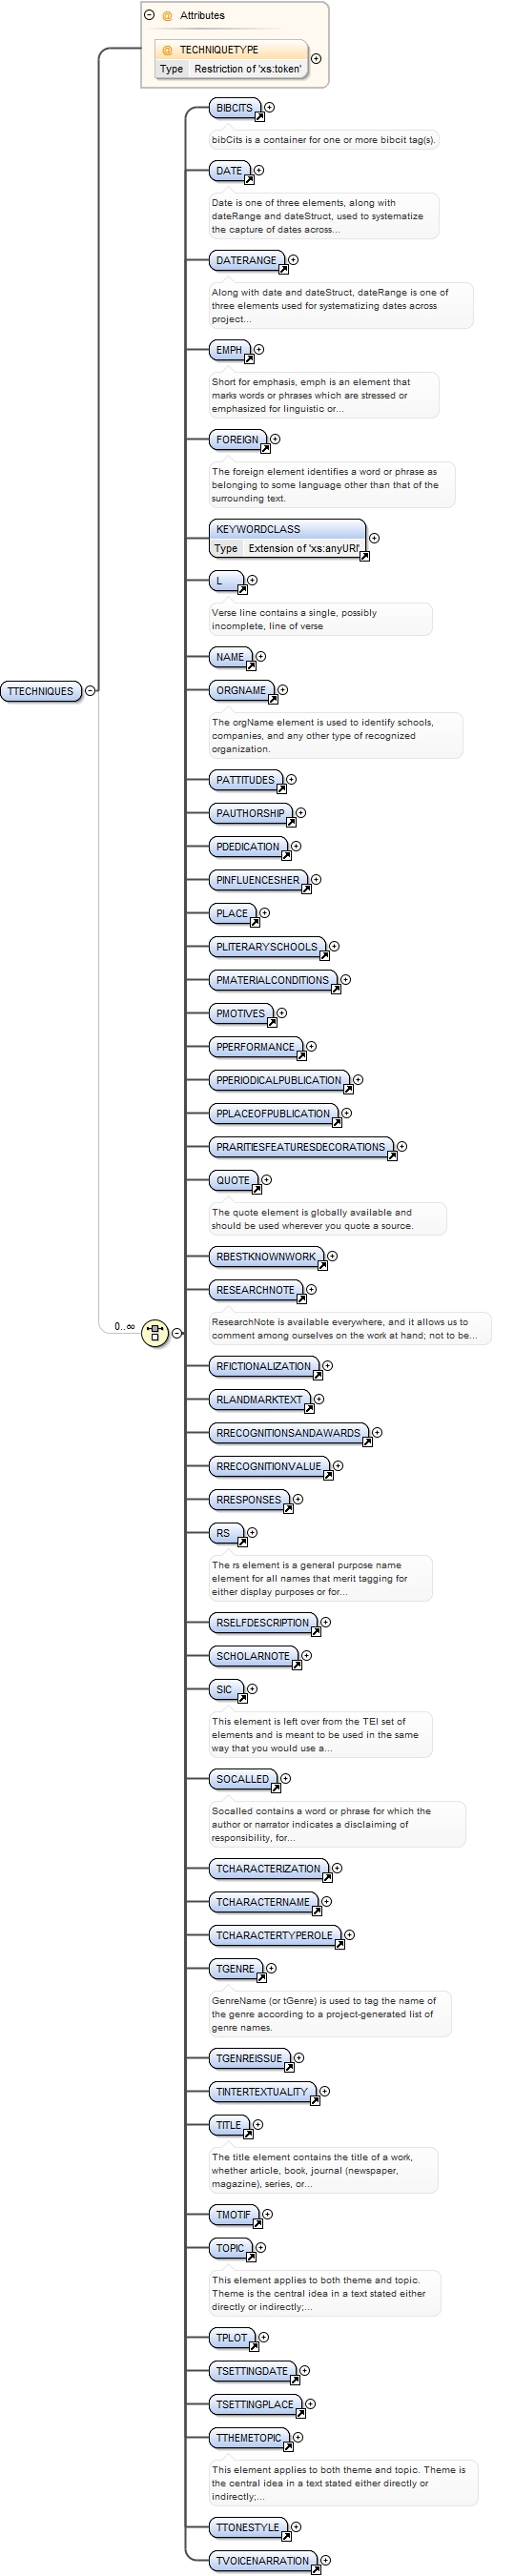 Attributes
TECHNIQUETYPE
Type Restriction of 'xs:token'
BIBCITS
bibCits is a container for one or more bibcit tag(s).
DATE
Date is one of three elements, along with
dateRange and dateStruct, used to systematize
the capture of dates across...
DATERANGE
Along with date and dateStruct, dateRange is one of
three elements used for systematizing dates across
project...
EMPH
Short for emphasis, emph is an element that
marks words or phrases which are stressed or
emphasized for linguistic or...
FOREIGN
The foreign element identifies a word or phrase as
belonging to some language other than that of the
surrounding text.
KEYWORDCLASS
Type Extension of 'xs:anyURI'
L
Verse line contains a single, possibly
incomplete, line of verse
NAME
TTECHNIQUES
ORGNAME
The orgName element is used to identify schools,
companies, and any other type of recognized
organization.
PATTITUDES
PAUTHORSHIP
PDEDICATION
PINFLUENCESHER
PLACE
PLITERARYSCHOOLS
PMATERIALCONDITIONS
PMOTIVES
PPERFORMANCE
PPERIODICALPUBLICATION
PPLACEOFPUBLICATION
PRARITIESFEATURESDECORATIONS
QUOTE
The quote element is globally available and
should be used wherever you quote a source.
RBESTKNOWNWORK
RESEARCHNOTE
ResearchNote is available everywhere, and it allows us to
comment among ourselves on the work at hand; not to be...
0..∞
RFICTIONALIZATION
RLANDMARKTEXT
RRECOGNITIONSANDAWARDS
RRECOGNITIONVALUE
RRESPONSES
RS
The rs element is a general purpose name
element for all names that merit tagging for
either display purposes or for...
RSELFDESCRIPTION
SCHOLARNOTE
SIC
This element is left over from the TEI set of
elements and is meant to be used in the same
way that you would use a...
SOCALLED
Socalled contains a word or phrase for which the
author or narrator indicates a disclaiming of
responsibility, for...
TCHARACTERIZATION
TCHARACTERNAME
TCHARACTERTYPEROLE
TGENRE
GenreName (or tGenre) is used to tag the name of
the genre according to a project-generated list of
genre names.
TGENREISSUE
TINTERTEXTUALITY
TITLE
The title element contains the title of a work,
whether article, book, journal (newspaper,
magazine), series, or...
TMOTIF
TOPIC
This element applies to both theme and topic.
Theme is the central idea in a text stated either
directly or indirectly;...
TPLOT
TSETTINGDATE
TSETTINGPLACE
TTHEMETOPIC
This element applies to both theme and topic. Theme is
the central idea in a text stated either directly or
indirectly;...
TTONESTYLE
TVOICENARRATION